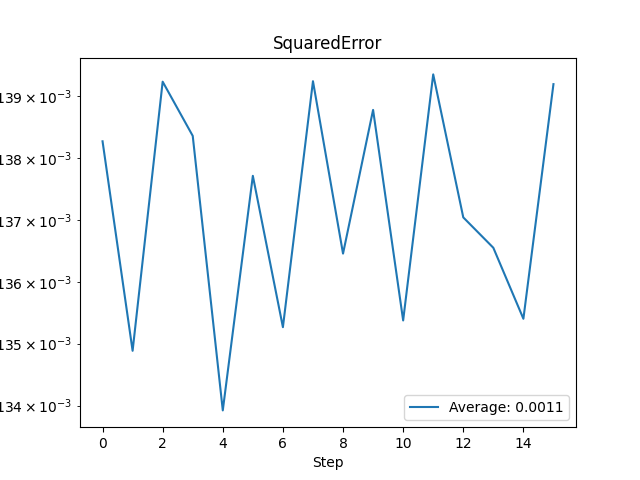 SquaredError
139 × 10⁻³
138 × 10⁻³
137 × 10⁻³
136 × 10⁻³
135 × 10⁻³
134 × 10⁻³
Average: 0.0011
0 2 4 6 8 10 12 14
Step